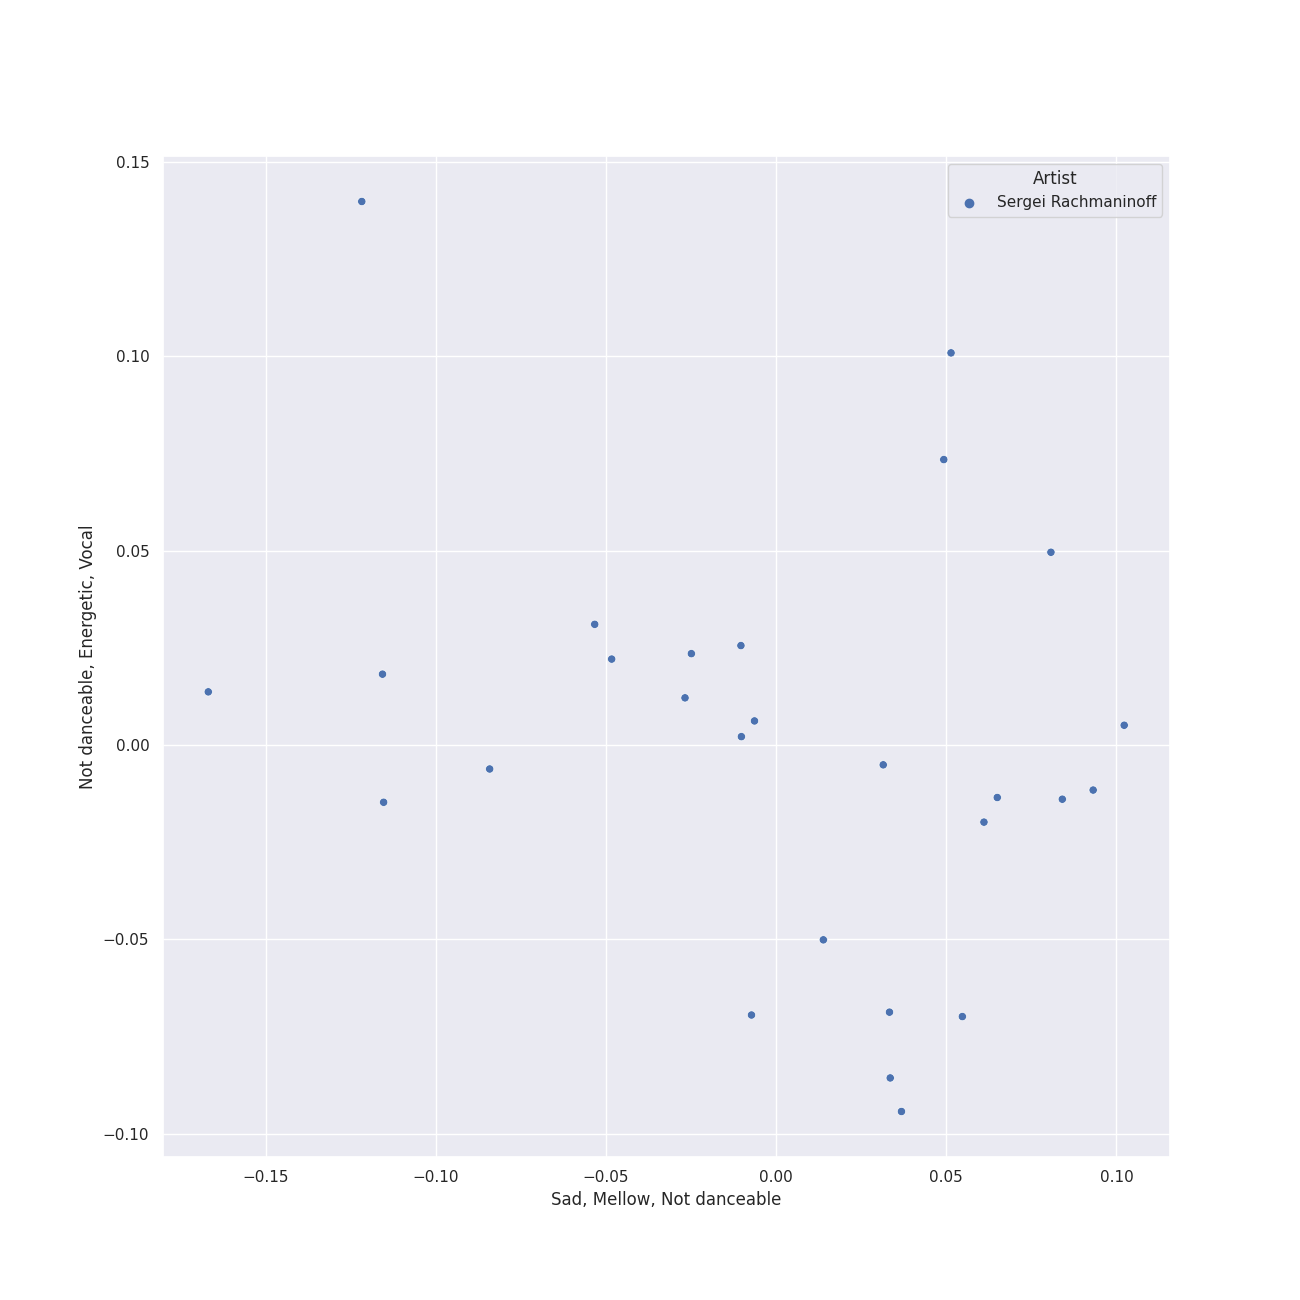 Artist
Sergei Rachmaninoff
Not danceable, Energetic, Vocal
0.15
0.10
0.05
0.00
−0.05
−0.10
−0.15 −0.10 −0.05 0.00 0.05 0.10
Sad, Mellow, Not danceable